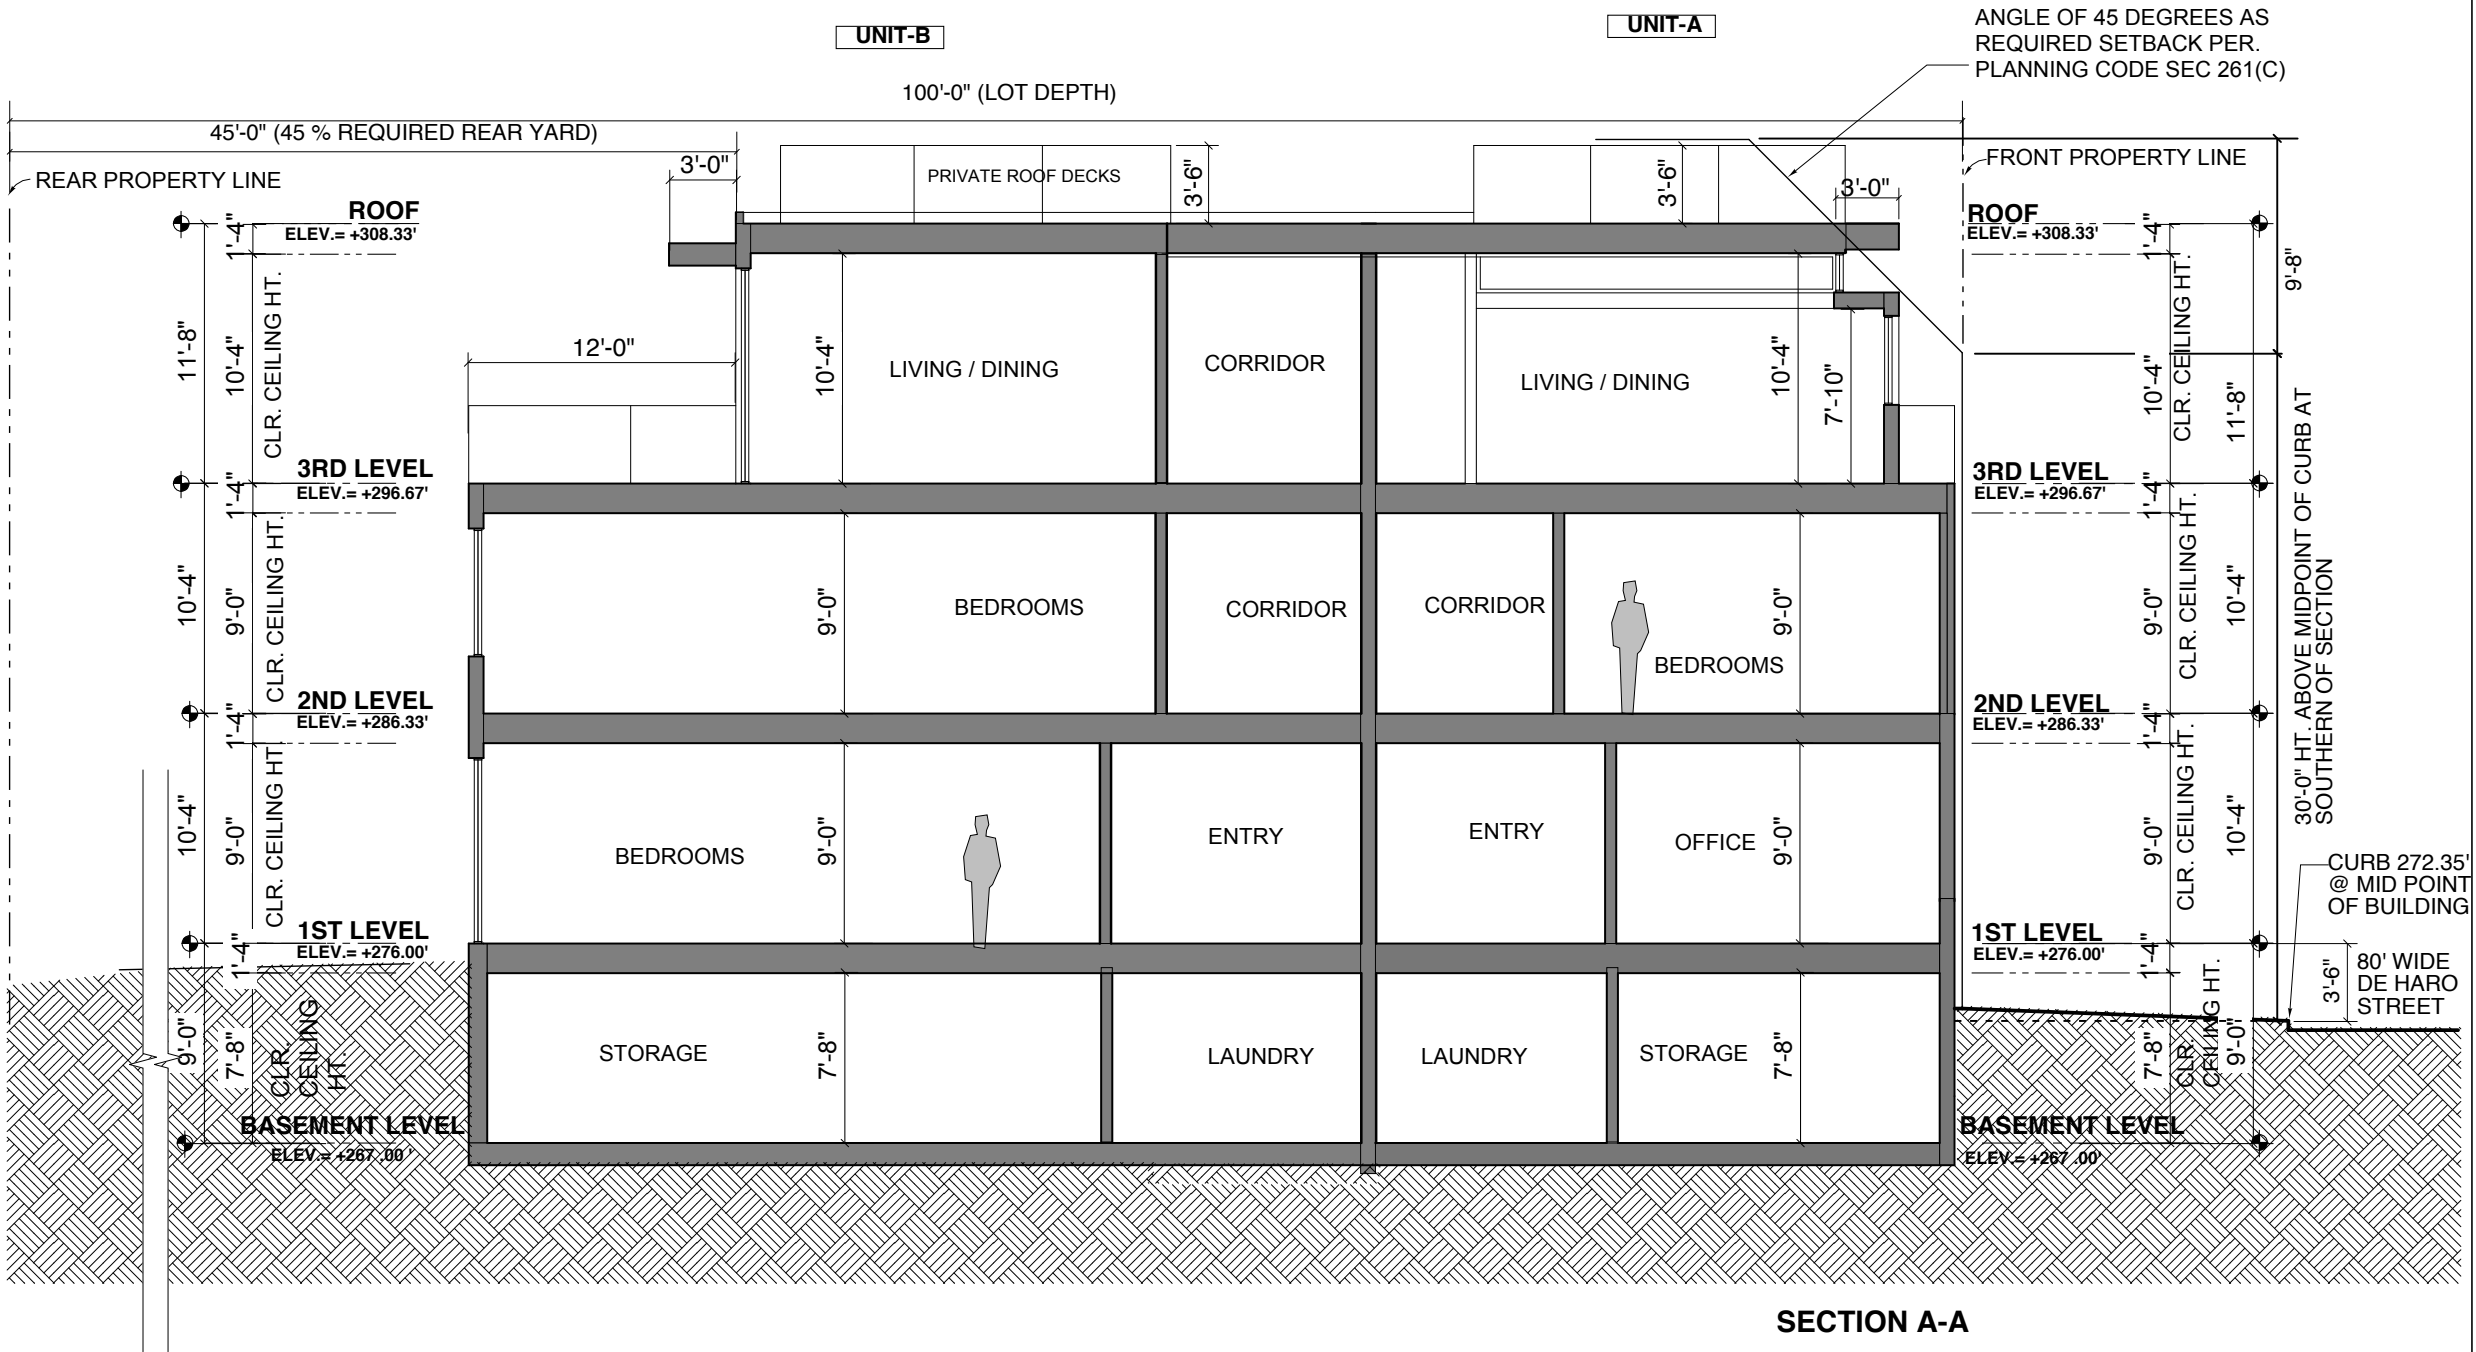 UNIT-B
UNIT-A
ANGLE OF 45 DEGREES AS
REQUIRED SETBACK PER.
PLANNING CODE SEC 261(C)
100'-0" (LOT DEPTH)
45'-0" (45 % REQUIRED REAR YARD)
REAR PROPERTY LINE
FRONT PROPERTY LINE
3'-0"
PRIVATE ROOF DECKS
3'-6"
3'-6"
3'-0"
ROOF
ELEV.= +308.33'
1'-4"
ROOF
ELEV.= +308.33'
1'-4"
9'-8"
11'-8"
10'-4"
CLR. CEILING HT.
12'-0"
10'-4"
LIVING / DINING
CORRIDOR
LIVING / DINING
10'-4"
7'-10"
10'-4"
CLR. CEILING HT.
11'-8"
3RD LEVEL
ELEV.= +296.67'
1'-4"
3RD LEVEL
ELEV.= +296.67'
1'-4"
30'-0" HT. ABOVE MIDPOINT OF CURB AT
SOUTHERN OF SECTION
10'-4"
9'-0"
CLR. CEILING HT.
9'-0"
BEDROOMS
CORRIDOR
CORRIDOR
BEDROOMS
9'-0"
9'-0"
CLR. CEILING HT.
10'-4"
2ND LEVEL
ELEV.= +286.33'
1'-4"
2ND LEVEL
ELEV.= +286.33'
1'-4"
10'-4"
9'-0"
CLR. CEILING HT.
BEDROOMS
9'-0"
ENTRY
ENTRY
OFFICE
9'-0"
9'-0"
CLR. CEILING HT.
10'-4"
CURB 272.35'
@ MID POINT
OF BUILDING
1ST LEVEL
ELEV.= +276.00'
1'-4"
1ST LEVEL
ELEV.= +276.00'
1'-4"
3'-6"
80' WIDE
DE HARO
STREET
9'-0"
7'-8"
CLR.
CEILING
HT.
STORAGE
7'-8"
LAUNDRY
LAUNDRY
STORAGE
7'-8"
7'-8"
CLR.
CEILING HT.
9'-0"
BASEMENT LEVEL
ELEV.= +267 .00 '
BASEMENT LEVEL
ELEV.= +267 .00'
SECTION A-A